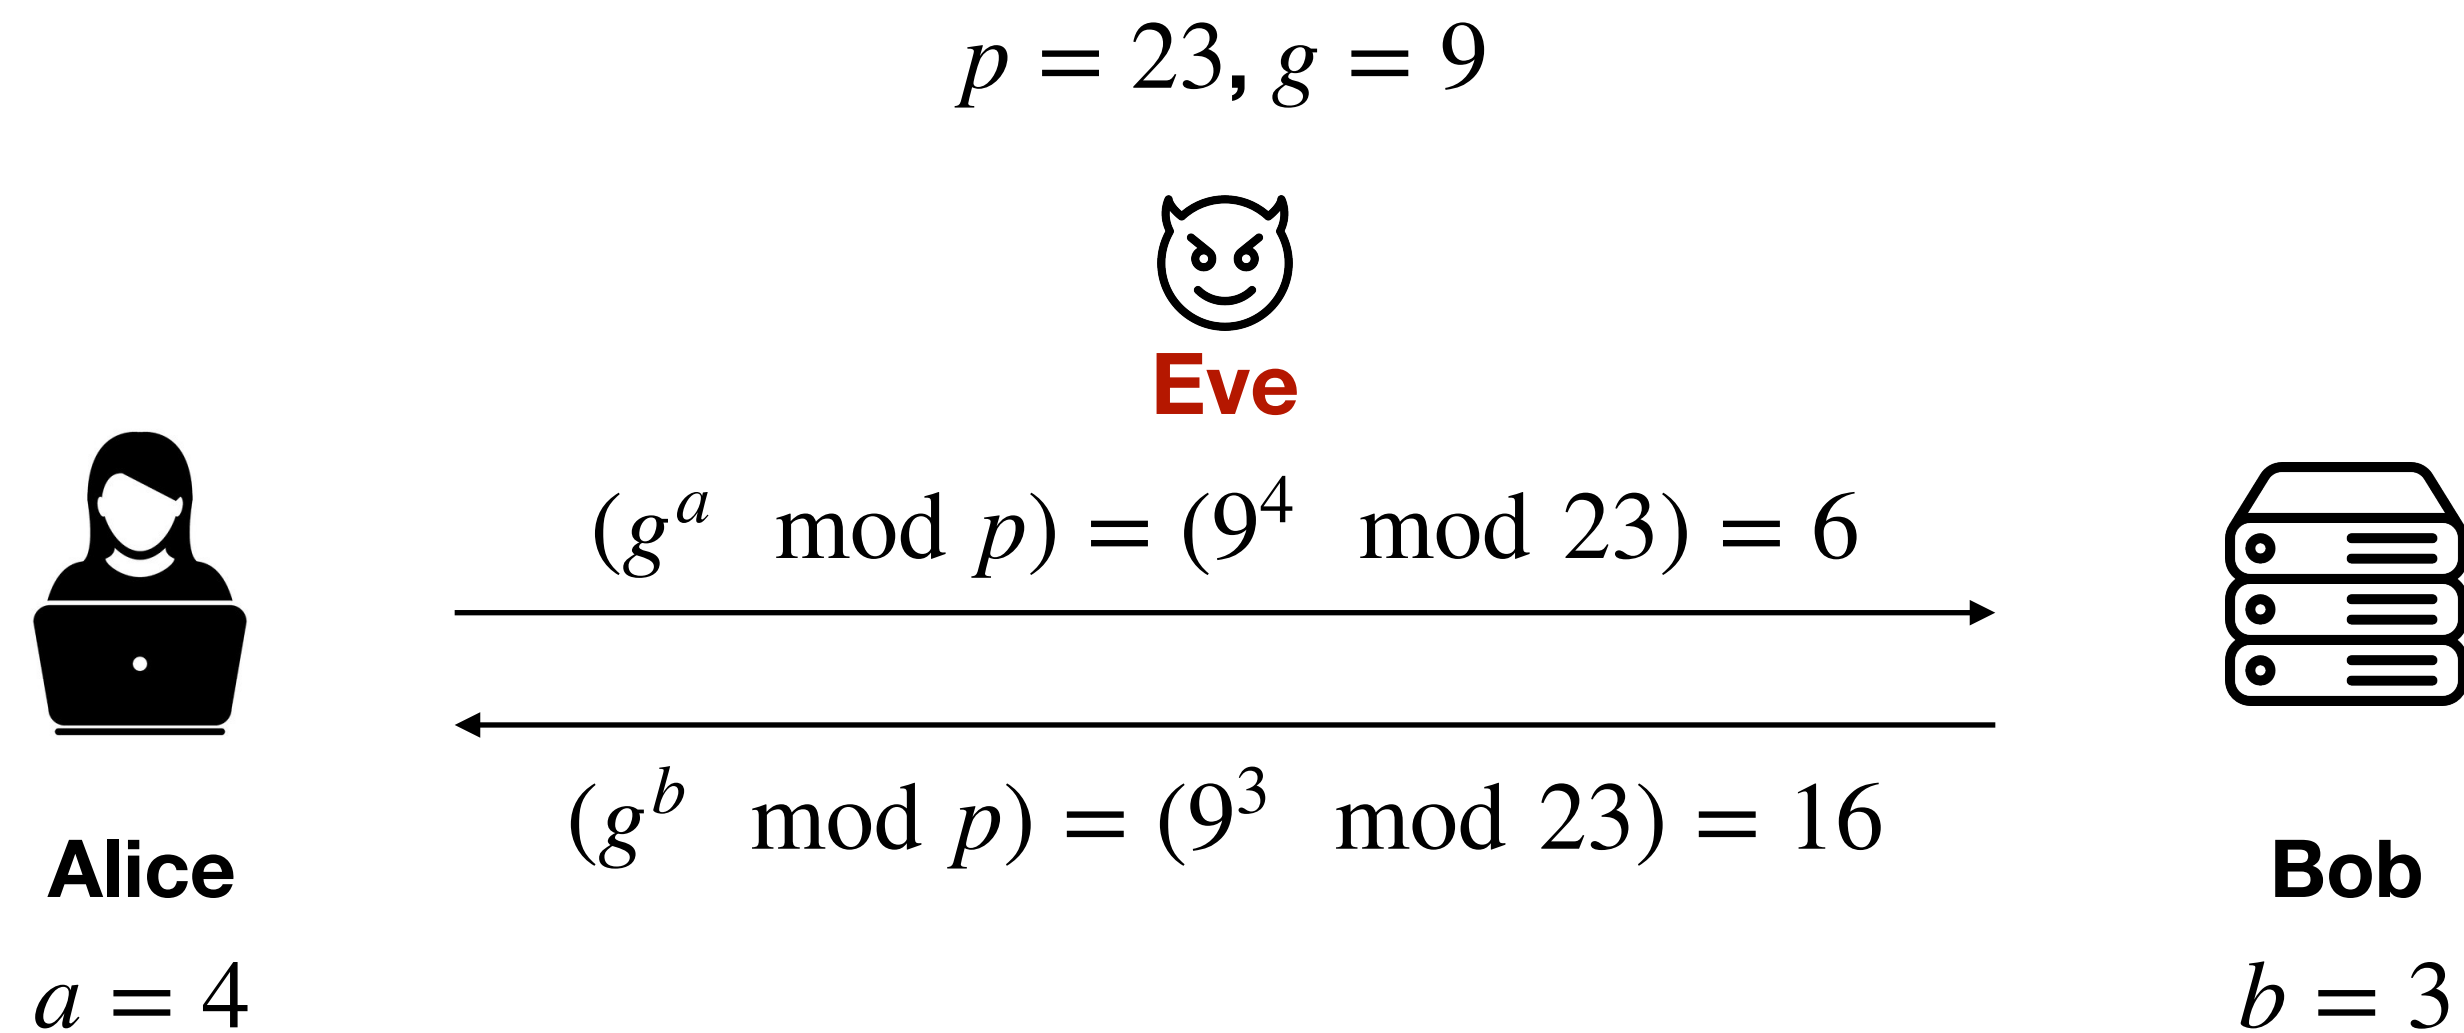 p = 23, g = 9
Eve
(g^a mod p) = (9^4 mod 23) = 6
(g^b mod p) = (9^3 mod 23) = 16
Alice
Bob
a = 4
b = 3